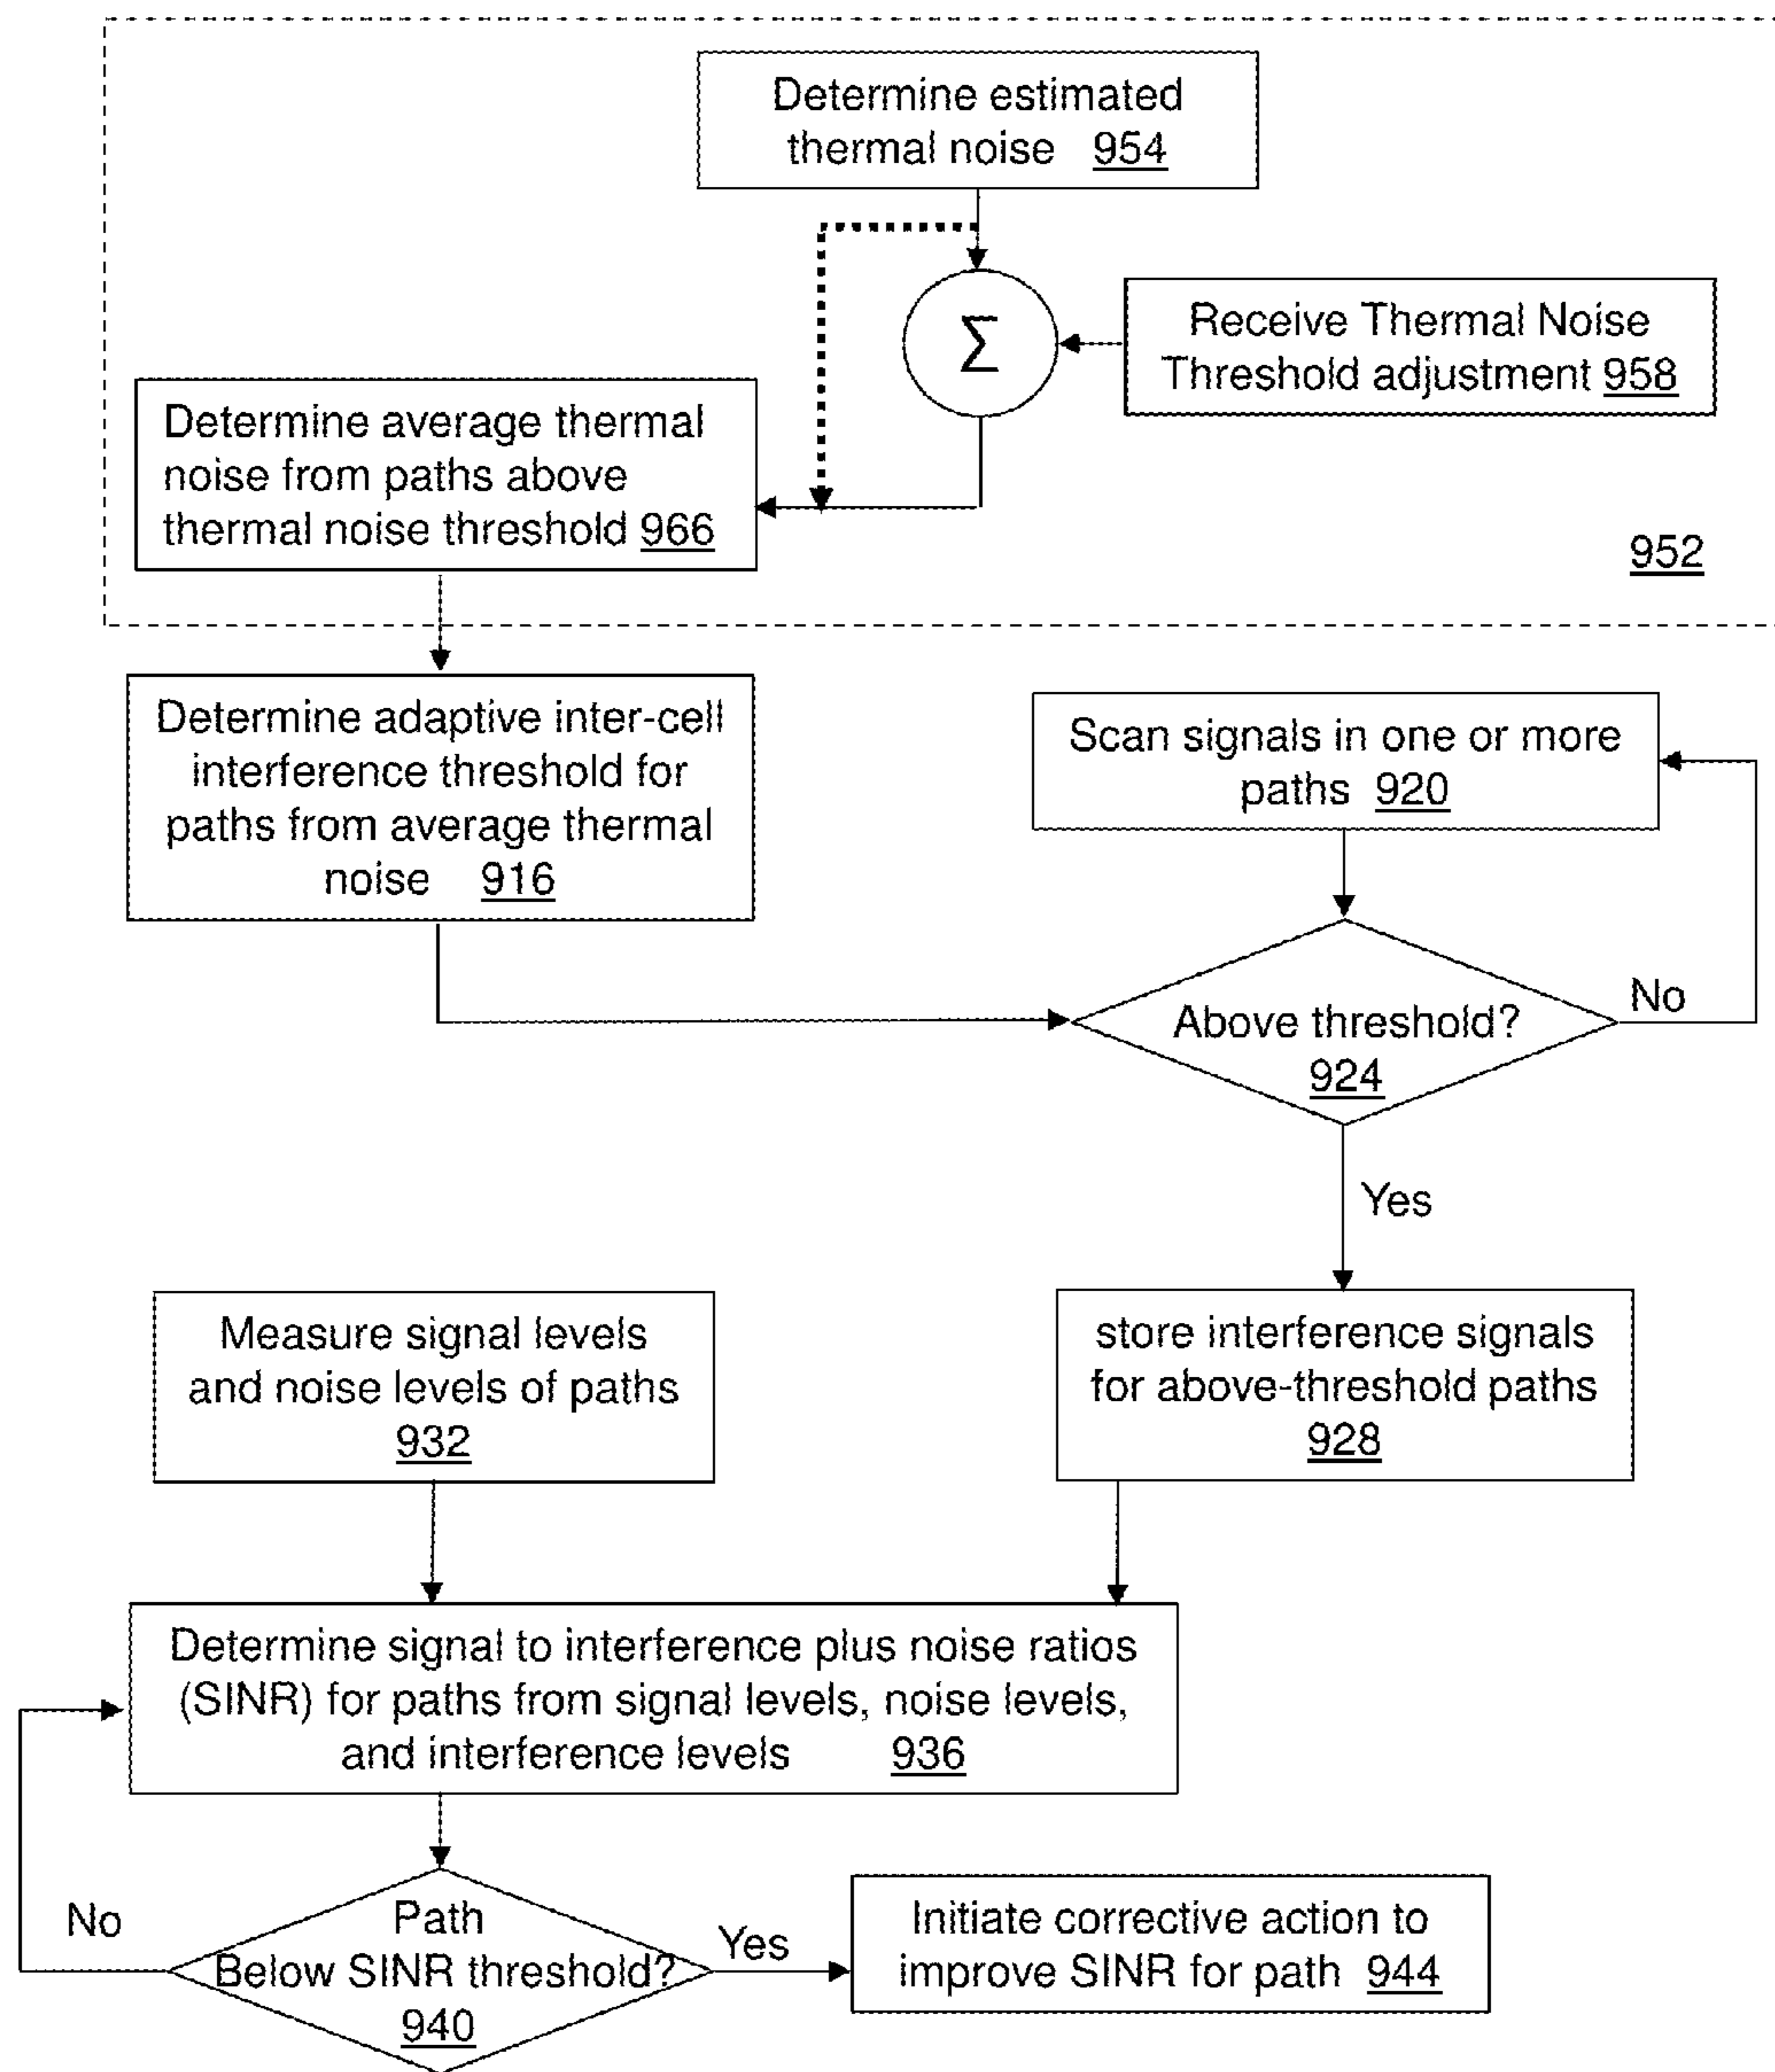 Determine estimated
thermal noise 954
Σ
Receive Thermal Noise
Threshold adjustment 958
Determine average thermal
noise from paths above
thermal noise threshold 966
952
Determine adaptive inter-cell
interference threshold for
paths from average thermal
noise 916
Scan signals in one or more
paths 920
Above threshold?
924
No
Yes
Measure signal levels
and noise levels of paths
932
store interference signals
for above-threshold paths
928
Determine signal to interference plus noise ratios
(SINR) for paths from signal levels, noise levels,
and interference levels 936
No
Path
Below SINR threshold?
940
Yes
Initiate corrective action to
improve SINR for path 944